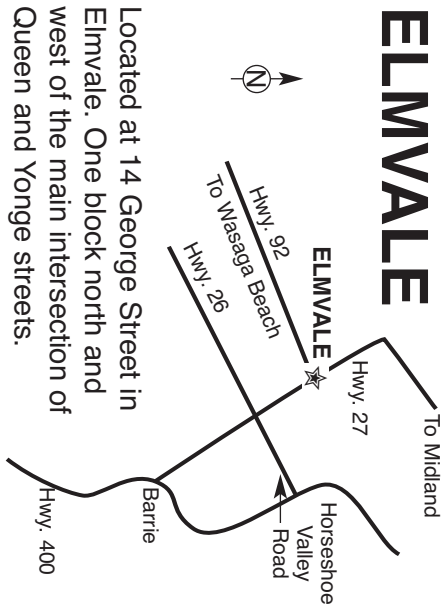 ELMVALE
To Midland
Hwy. 27
ELMVALE
Hwy. 92
To Wasaga Beach
Hwy. 26
N
Horseshoe
Valley
Road
Barrie
Hwy. 400
Located at 14 George Street in
Elmvale. One block north and
west of the main intersection of
Queen and Yonge streets.